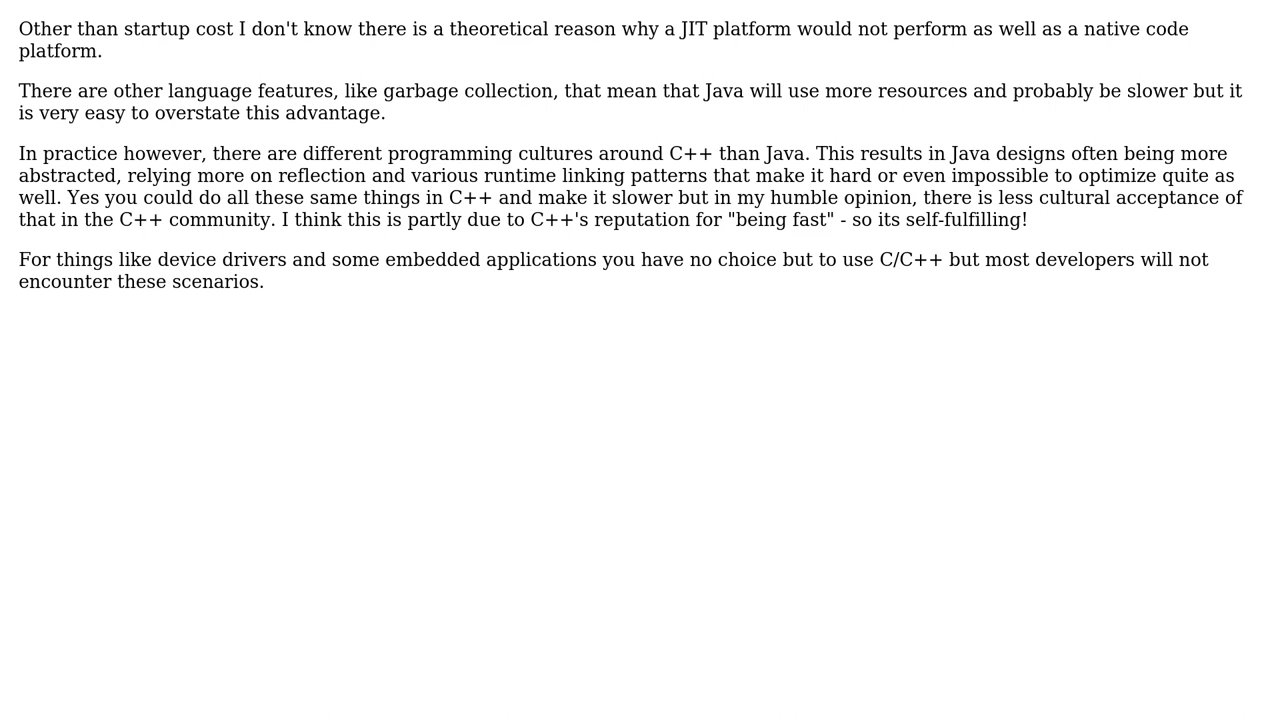 Other than startup cost I don't know there is a theoretical reason why a JIT platform would not perform as well as a native code
platform.
There are other language features, like garbage collection, that mean that Java will use more resources and probably be slower but it
is very easy to overstate this advantage.
In practice however, there are different programming cultures around C++ than Java. This results in Java designs often being more
abstracted, relying more on reflection and various runtime linking patterns that make it hard or even impossible to optimize quite as
well. Yes you could do all these same things in C++ and make it slower but in my humble opinion, there is less cultural acceptance of
that in the C++ community. I think this is partly due to C++'s reputation for "being fast" - so its self-fulfilling!
For things like device drivers and some embedded applications you have no choice but to use C/C++ but most developers will not
encounter these scenarios.